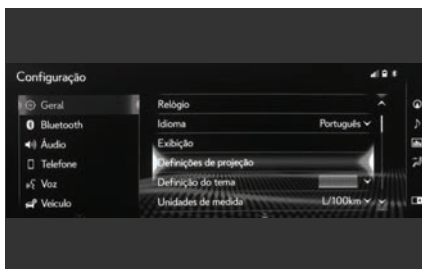 Configuração
Geral
Bluetooth
Áudio
Telefone
Voz
Veículo
Relógio
Idioma Português
Exibição
Definições de projeção
Definição do tema
Unidades de medida L/100km